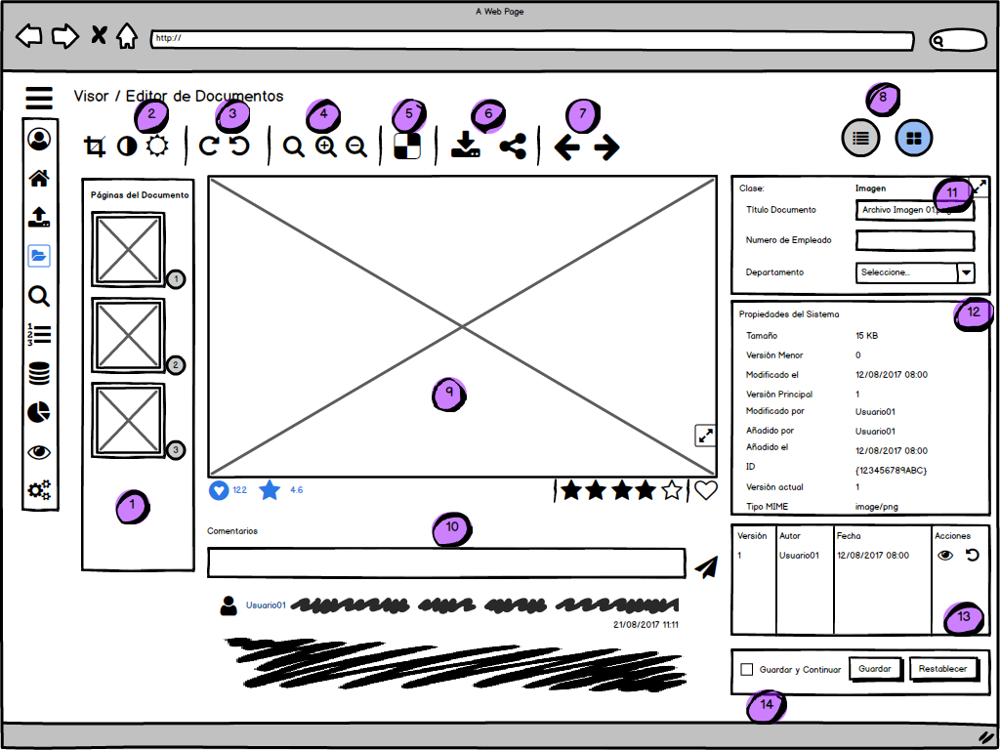 A Web Page
http://
Visor / Editor de Documentos
2
3
4
5
6
7
8
Páginas del Documento
1
2
3
1
9
122
4.6
Comentarios
10
Usuario01
21/08/2017 11:11
Clase: Imagen
11
Título Documento Archivo Imagen 01
Numero de Empleado
Departamento Seleccione...
Propiedades del Sistema
12
Tamaño 15 KB
Versión Menor 0
Modificado el 12/08/2017 08:00
Versión Principal 1
Modificado por Usuario01
Añadido por Usuario01
Añadido el 12/08/2017 08:00
ID {123456789ABC}
Versión actual 1
Tipo MIME image/png
Versión Autor Fecha Acciones
1 Usuario01 12/08/2017 08:00
13
Guardar y Continuar Guardar Restablecer
14